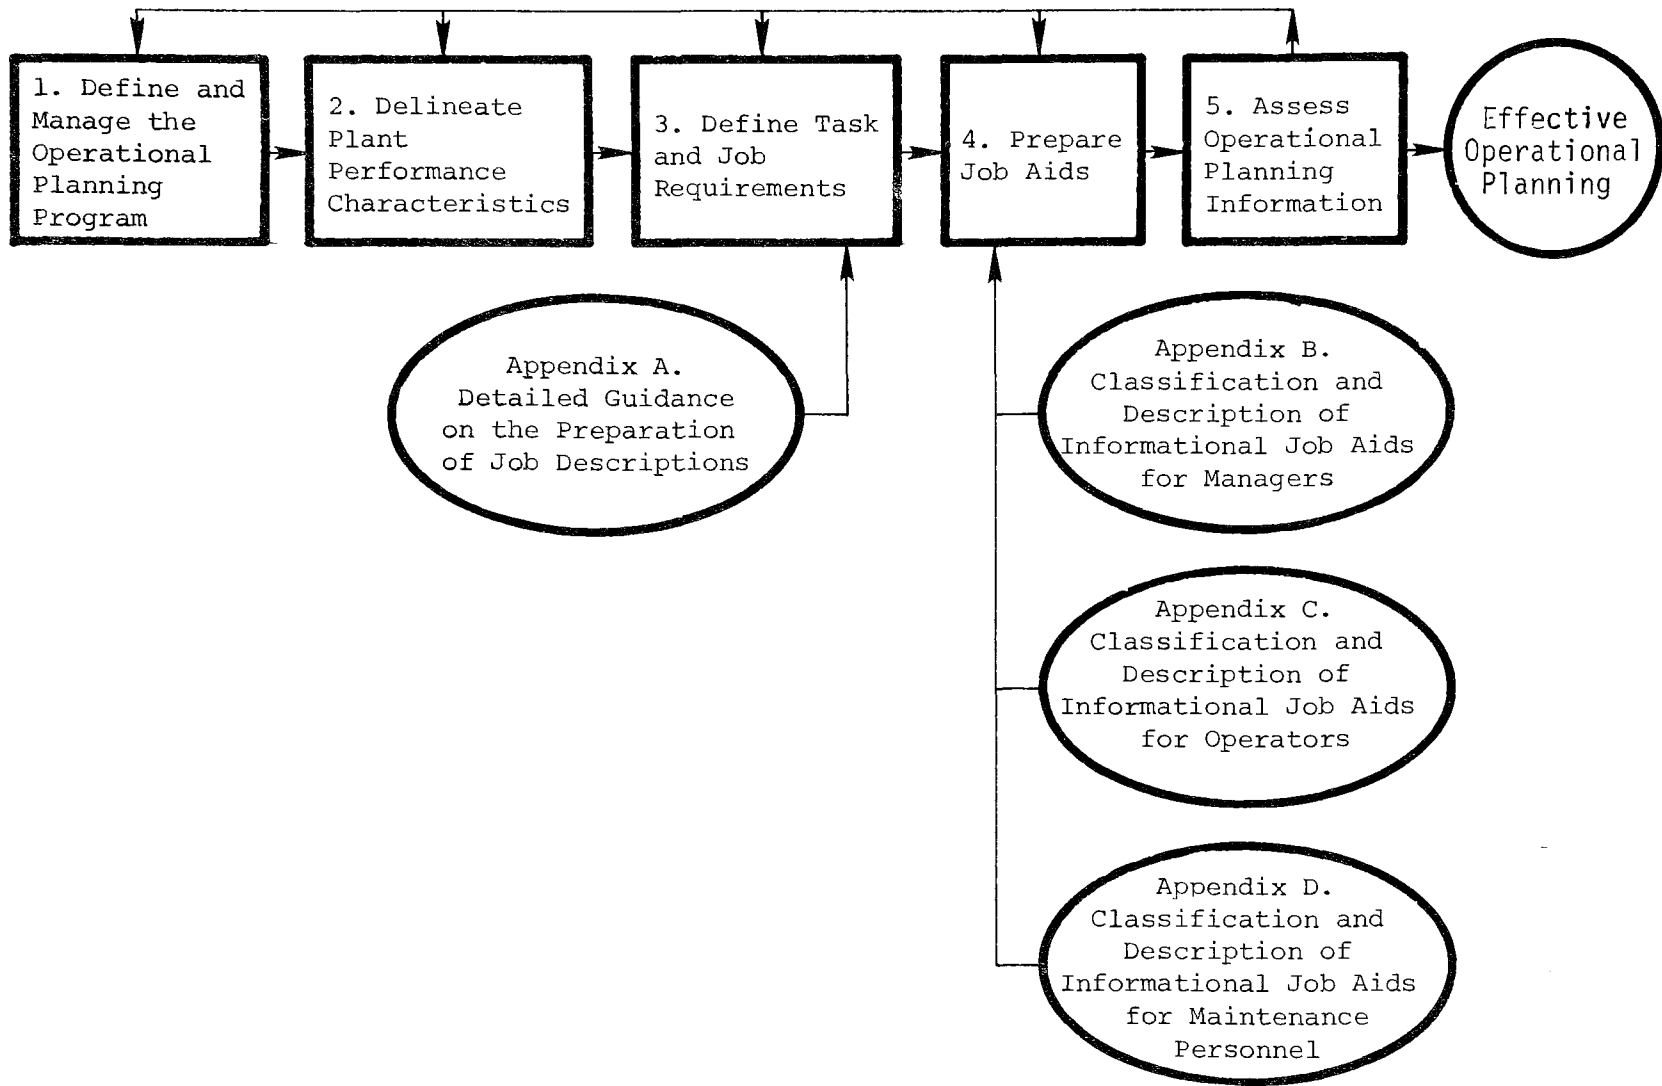 1. Define and
Manage the
Operational
Planning
Program
2. Delineate
Plant
Performance
Characteristics
3. Define Task
and Job
Requirements
4. Prepare
Job Aids
5. Assess
Operational
Planning
Information
Effective
Operational
Planning
Appendix A.
Detailed Guidance
on the Preparation
of Job Descriptions
Appendix B.
Classification and
Description of
Informational Job Aids
for Managers
Appendix C.
Classification and
Description of
Informational Job Aids
for Operators
Appendix D.
Classification and
Description of
Informational Job Aids
for Maintenance
Personnel